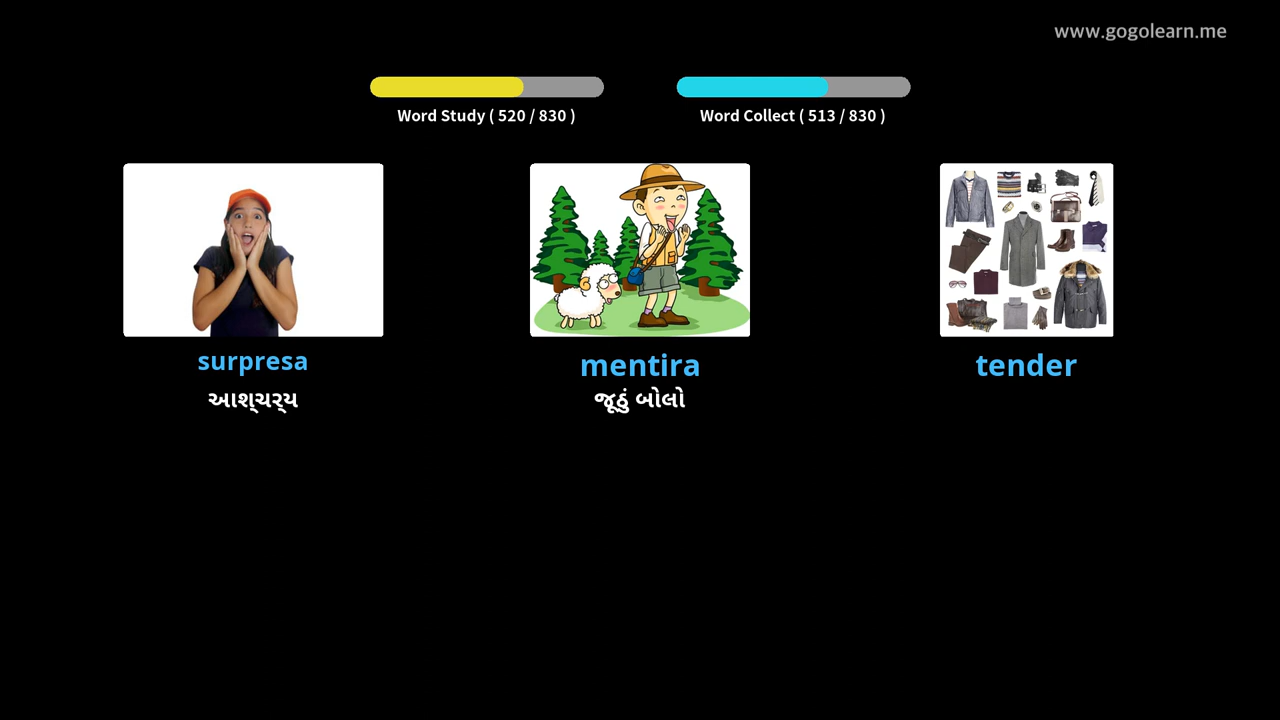 www.gogolearn.me
Word Study ( 520 / 830 )
Word Collect ( 513 / 830 )
surpresa
mentira
tender
આશ્ચર્ય
જૂઠું બોલો